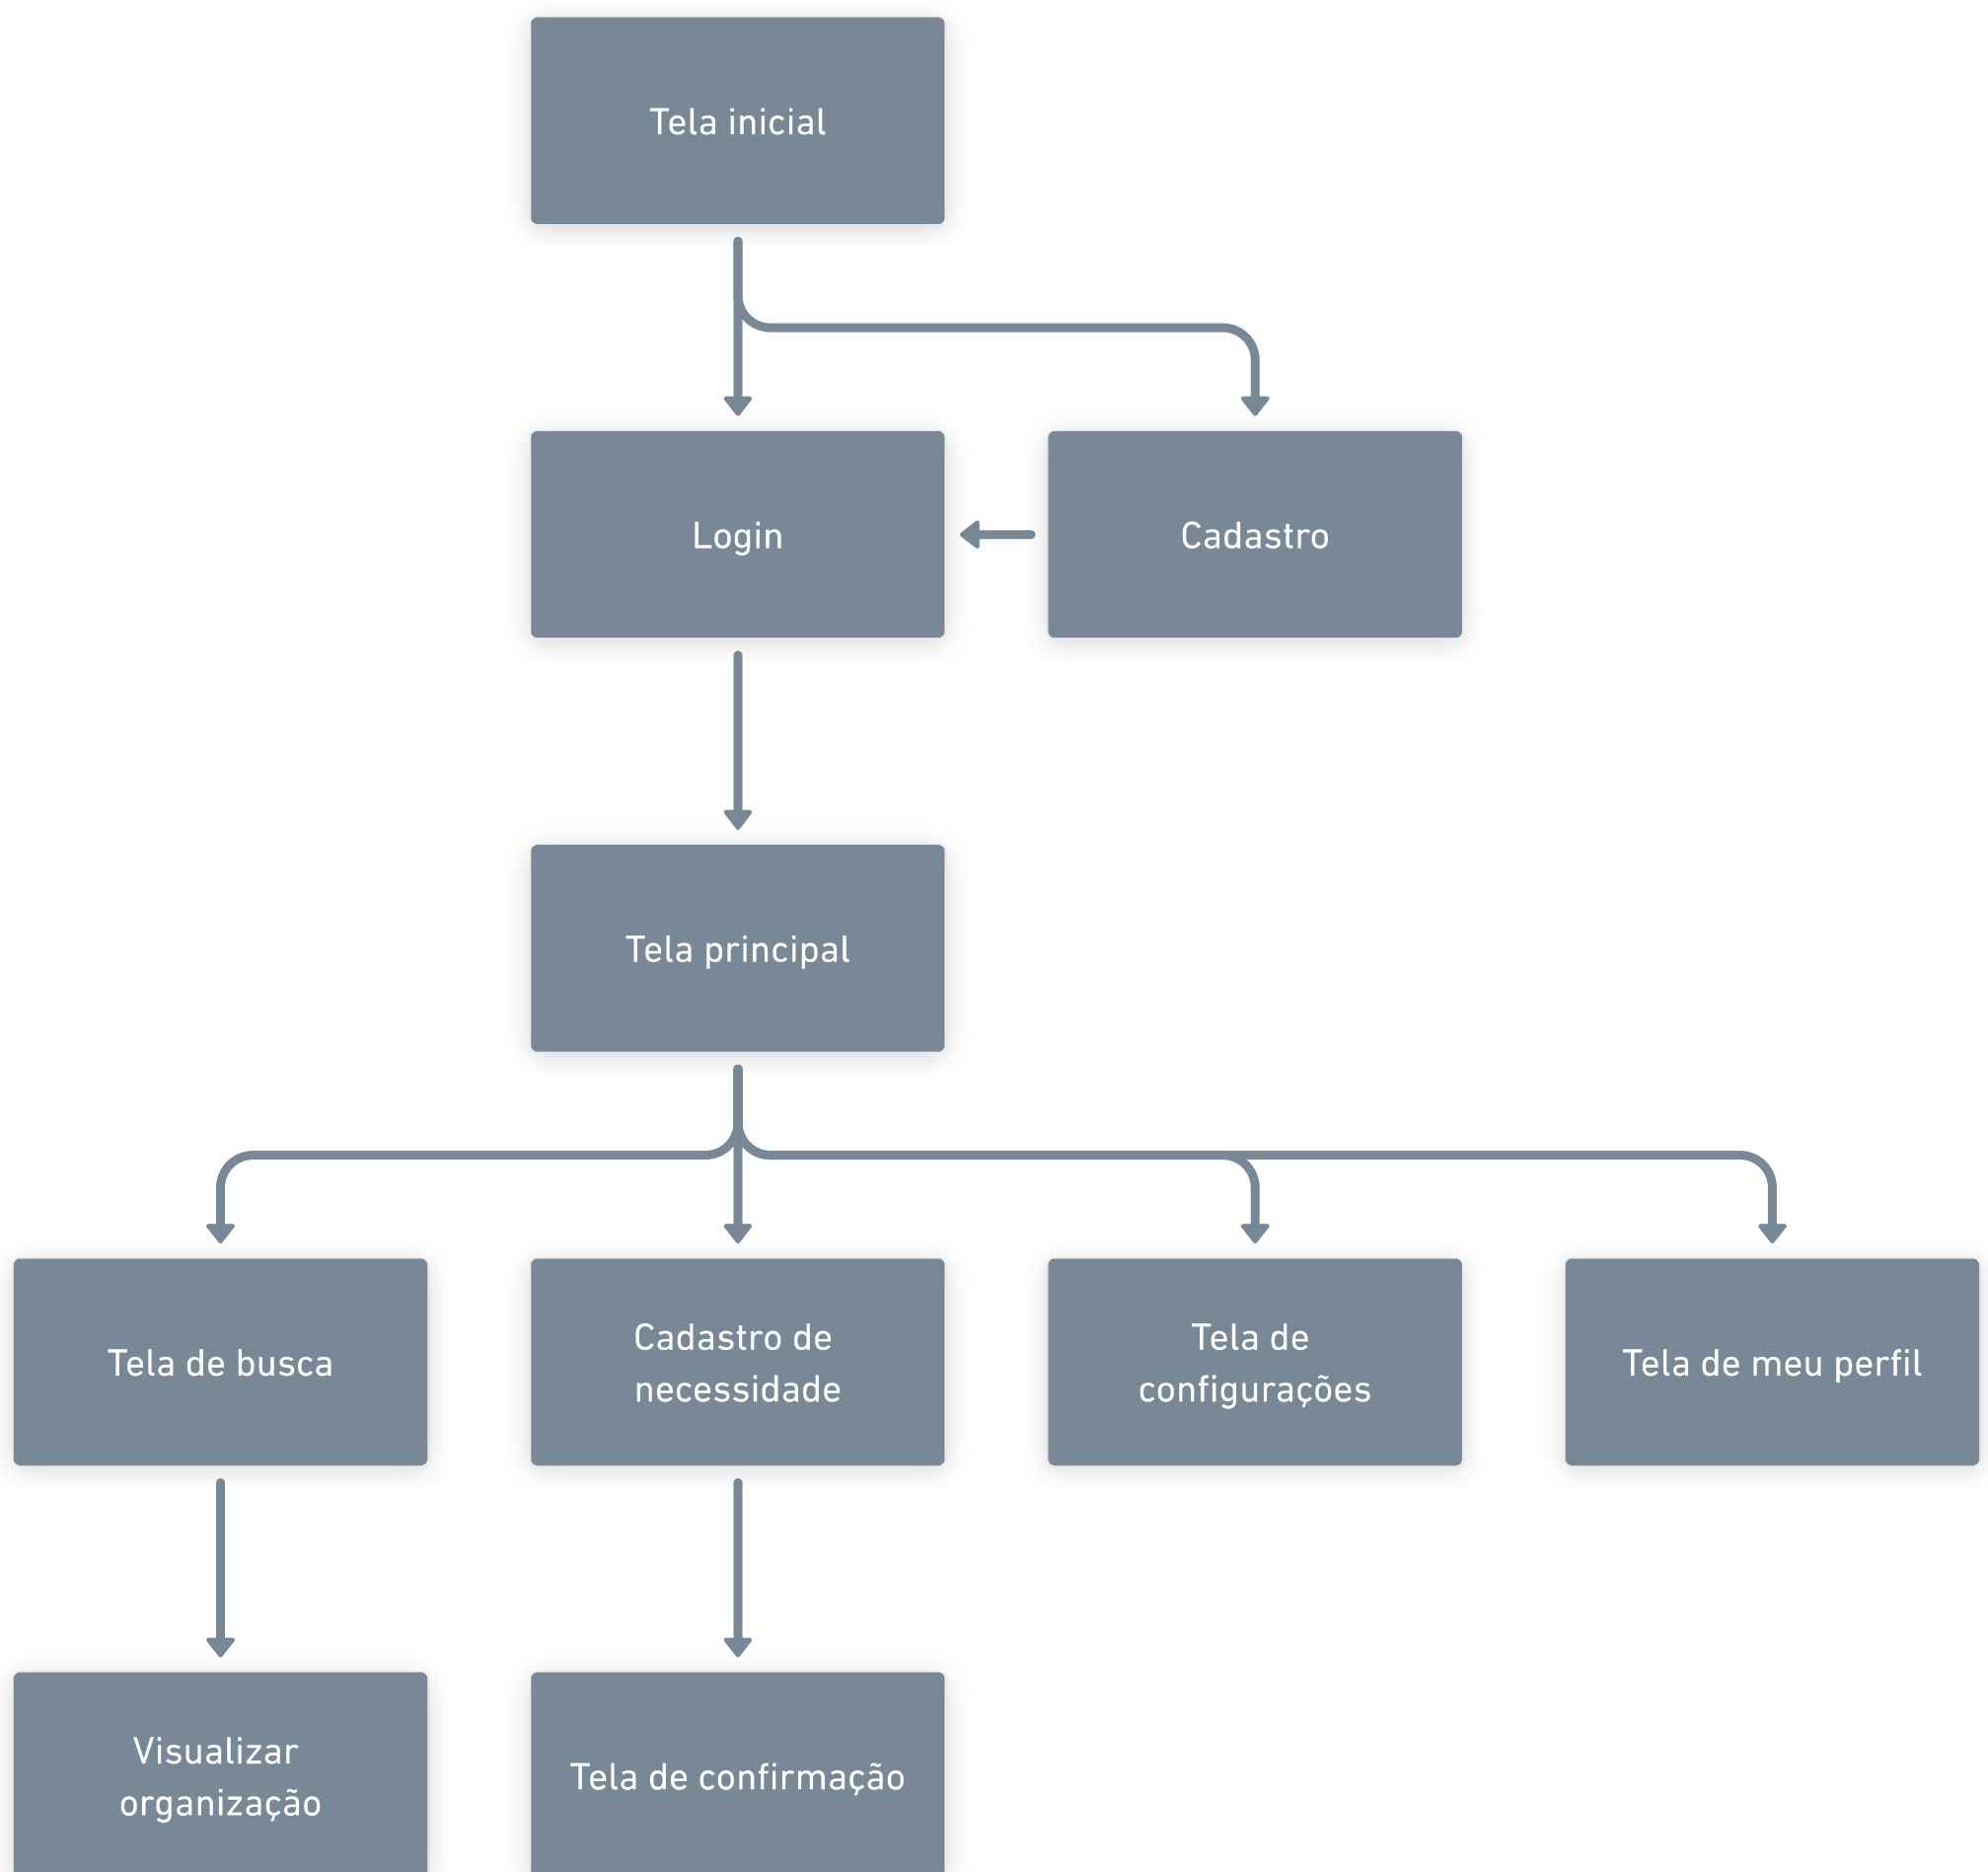 Tela inicial
Login
Cadastro
Tela principal
Tela de busca
Cadastro de
necessidade
Tela de
configurações
Tela de meu perfil
Visualizar
organização
Tela de confirmação